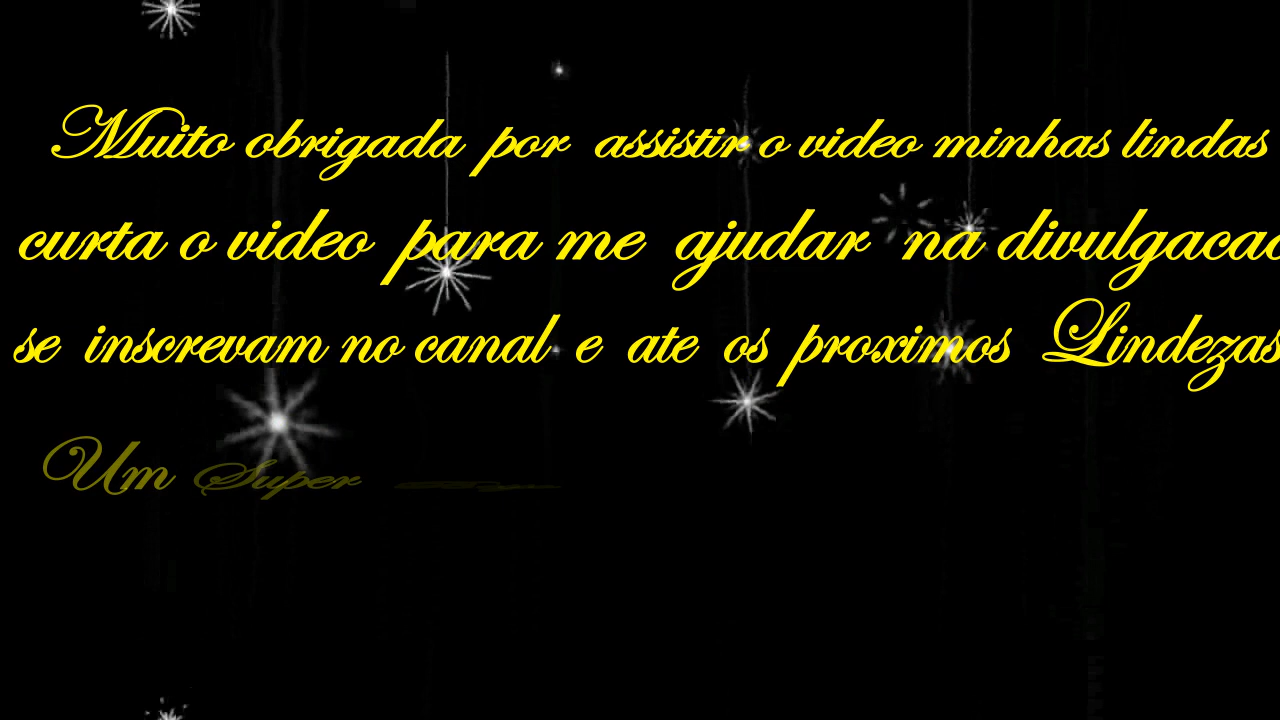 Muito obrigada por assistir o video minhas lindas
curta o video para me ajudar na divulgacao
se inscrevam no canal e ate os proximos Lindezas
Um Super